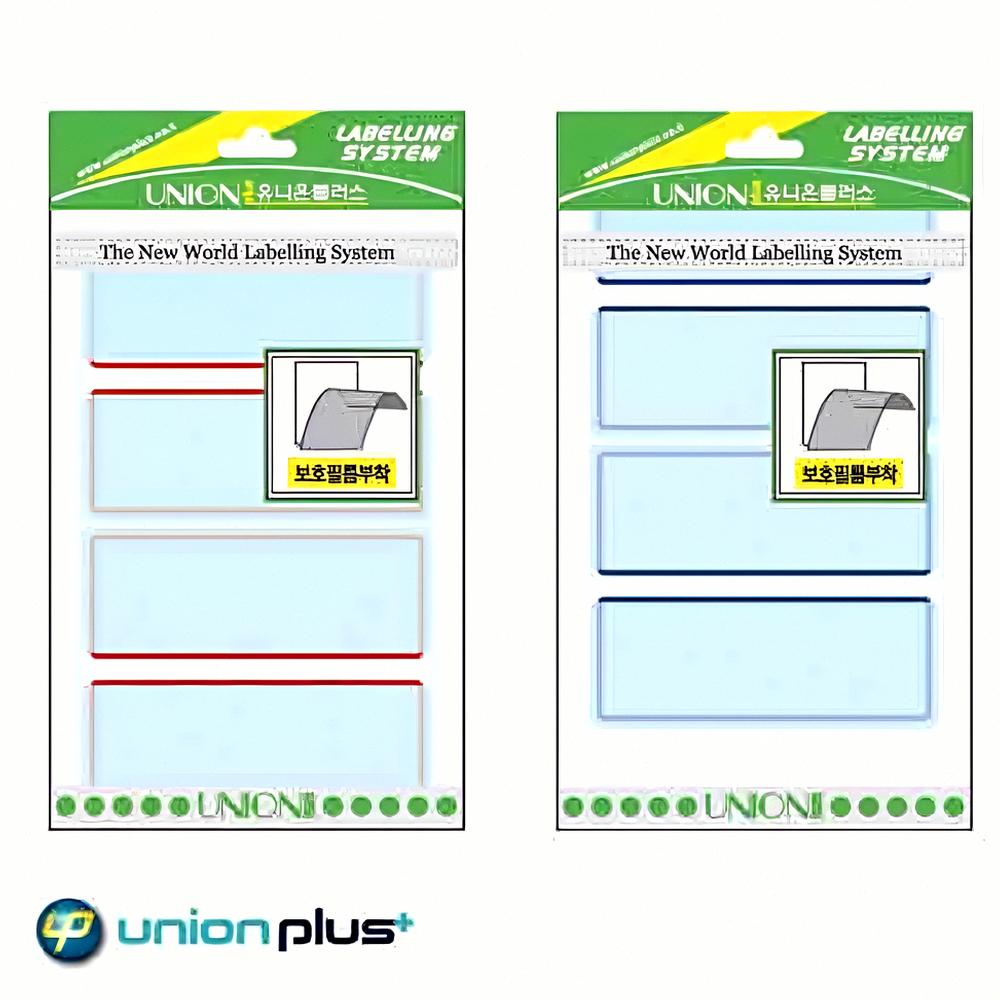 LABELLING
SYSTEM
UNION 유니온플러스
The New World Labelling System
보호필름부착
UNION
LABELLING
SYSTEM
UNION 유니온플러스
The New World Labelling System
보호필름부착
UNION
union plus+